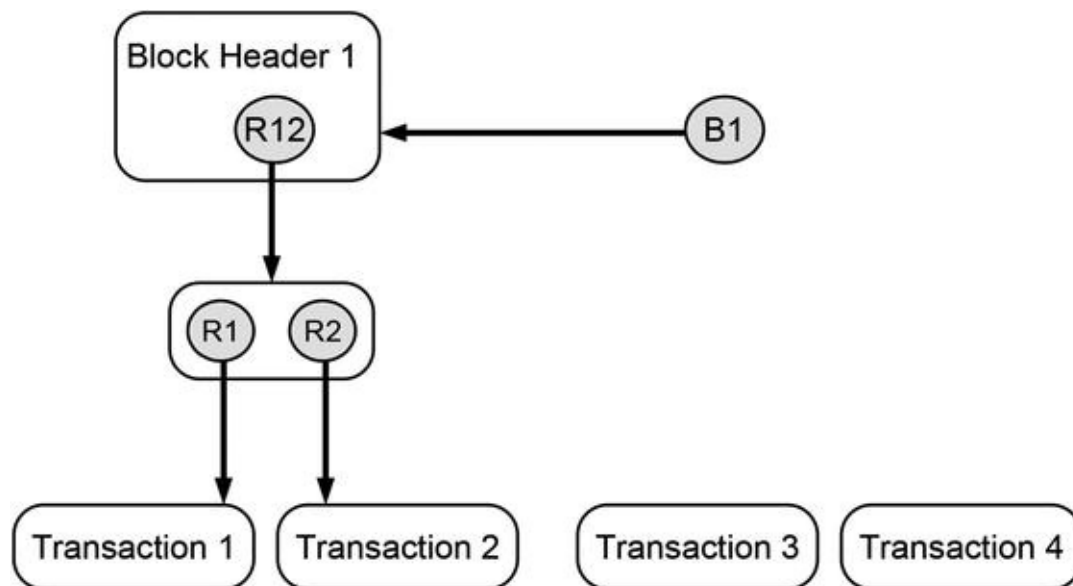 Block Header 1
R12
B1
R1
R2
Transaction 1
Transaction 2
Transaction 3
Transaction 4